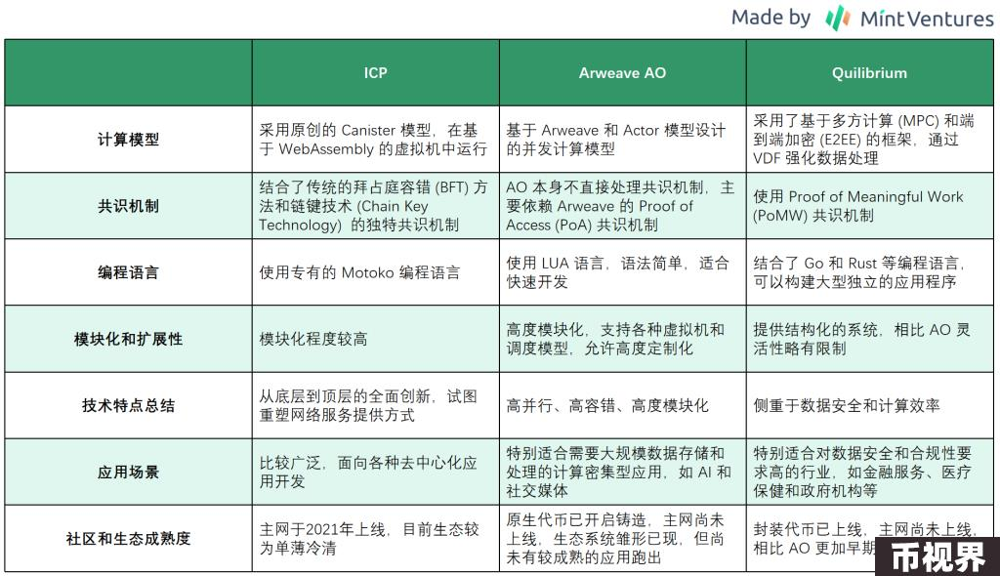 Made by MintVentures
ICP
Arweave AO
Quilibrium
计算模型
采用原创的 Canister 模型，在基
于 WebAssembly 的虚拟机中运行
基于 Arweave 和 Actor 模型设计
的并发计算模型
采用了基于多方计算 (MPC) 和端
到端加密 (E2EE) 的框架，通过
VDF 强化数据处理
共识机制
结合了传统的拜占庭容错 (BFT) 方
法和链键技术 (Chain Key
Technology) 的独特共识机制
AO 本身不直接处理共识机制，主
要依赖 Arweave 的 Proof of
Access (PoA) 共识机制
使用 Proof of Meaningful Work
(PoMW) 共识机制
编程语言
使用专有的 Motoko 编程语言
使用 LUA 语言，语法简单，适合
快速开发
结合了 Go 和 Rust 等编程语言，
可以构建大型独立的应用程序
模块化和扩展性
模块化程度较高
高度模块化，支持各种虚拟机和
调度模型，允许高度定制化
提供结构化的系统，相比 AO 灵
活性略有限制
技术特点总结
从底层到顶层的全面创新，试图
重塑网络服务提供方式
高并行、高容错、高度模块化
侧重于数据安全和计算效率
应用场景
比较广泛，面向各种去中心化应
用开发
特别适合需要大规模数据存储和
处理的计算密集型应用，如 AI 和
社交媒体
特别适合对数据安全和合规性要
求高的行业，如金融服务、医疗
保健和政府机构等
社区和生态成熟度
主网于2021年上线，目前生态较
为单薄冷清
原生代币已开启铸造，主网尚未
上线，生态系统雏形已现，但尚
未有较成熟的应用跑出
封装代币已上线，主网尚未上线，
相比 AO 更加早期
币视界